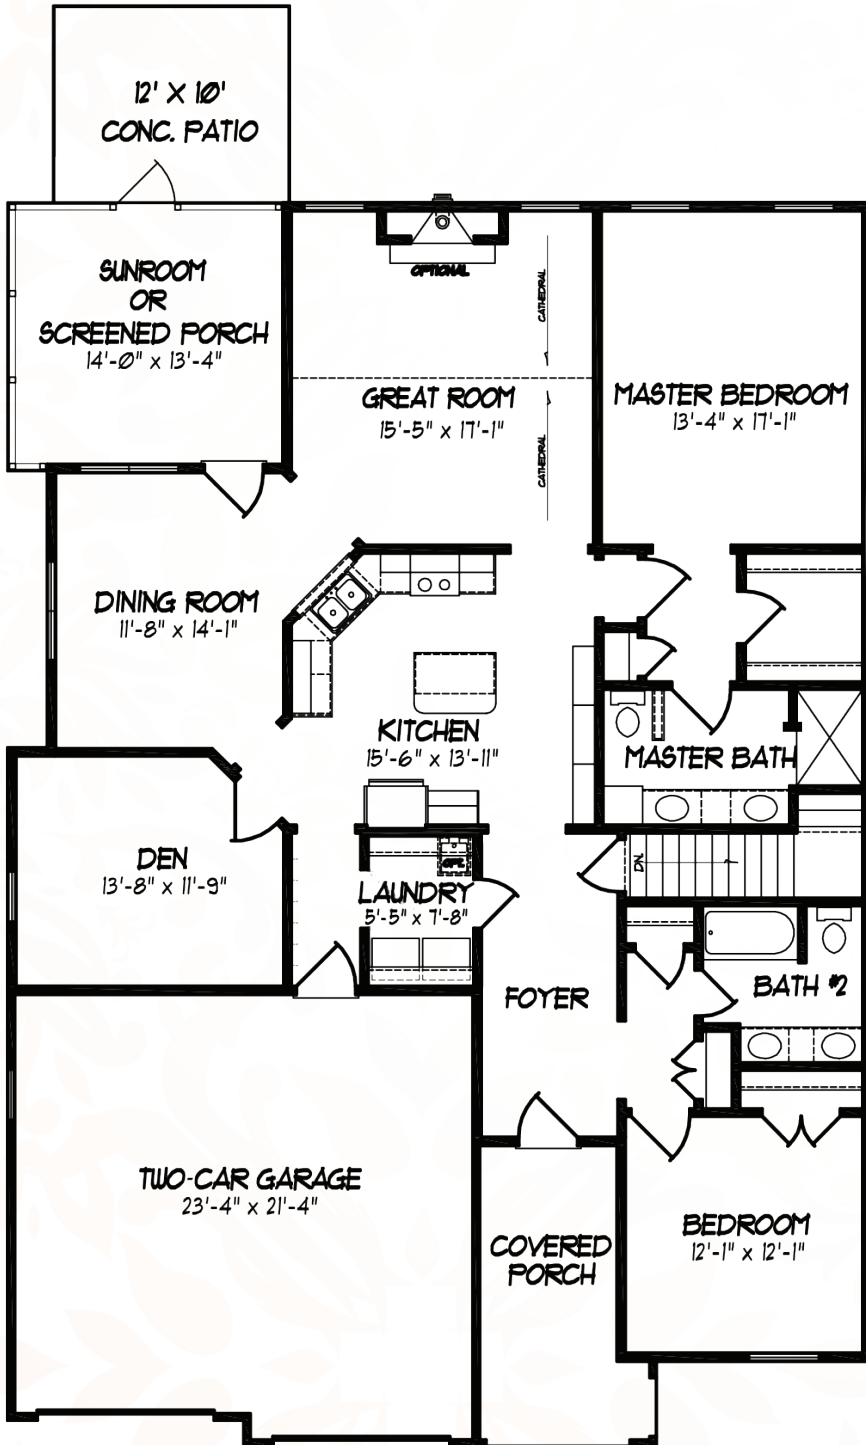 12' X 10'
CONC. PATIO
SUNROOM
OR
SCREENED PORCH
14'-0" x 13'-4"
OPTIONAL
CATHEDRAL
GREAT ROOM
15'-5" x 17'-1"
CATHEDRAL
MASTER BEDROOM
13'-4" x 17'-1"
DINING ROOM
11'-8" x 14'-1"
KITCHEN
15'-6" x 13'-11"
MASTER BATH
DEN
13'-8" x 11'-9"
OPT.
LAUNDRY
5'-5" x 7'-8"
DN.
FOYER
BATH #2
TWO-CAR GARAGE
23'-4" x 21'-4"
COVERED
PORCH
BEDROOM
12'-1" x 12'-1"